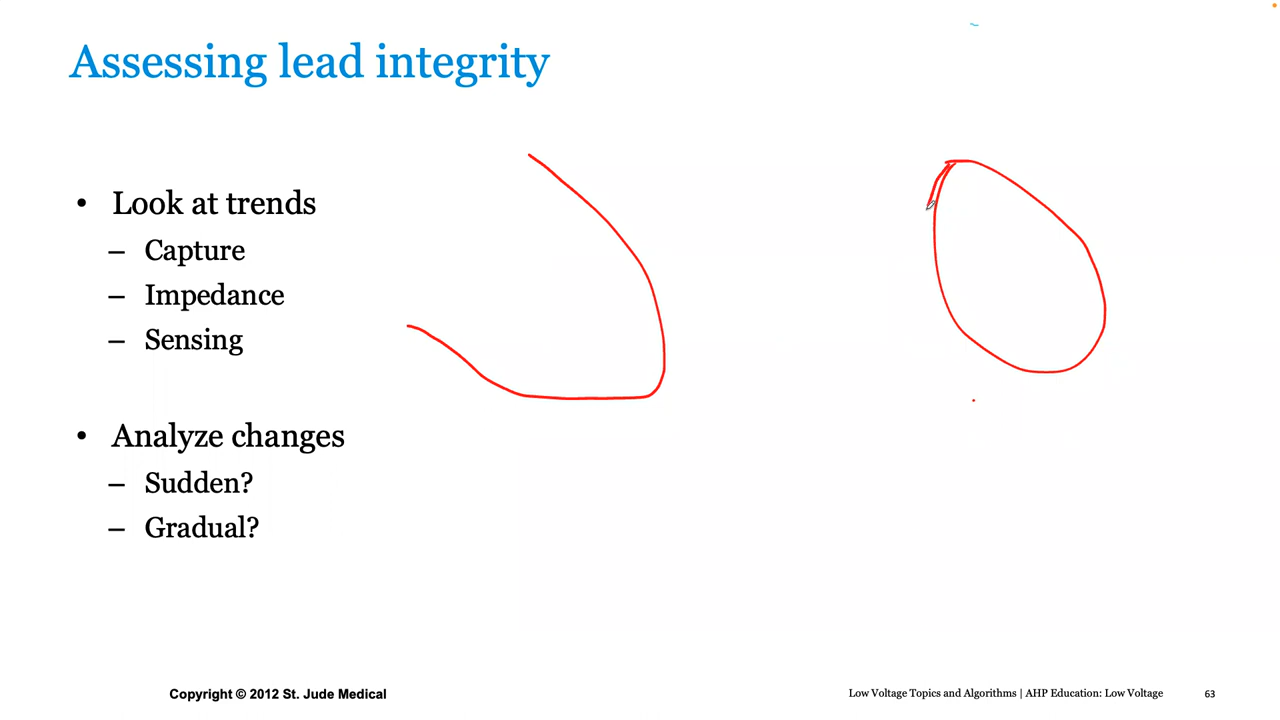 Assessing lead integrity
• Look at trends
– Capture
– Impedance
– Sensing
• Analyze changes
– Sudden?
– Gradual?
Copyright © 2012 St. Jude Medical
Low Voltage Topics and Algorithms | AHP Education: Low Voltage
63